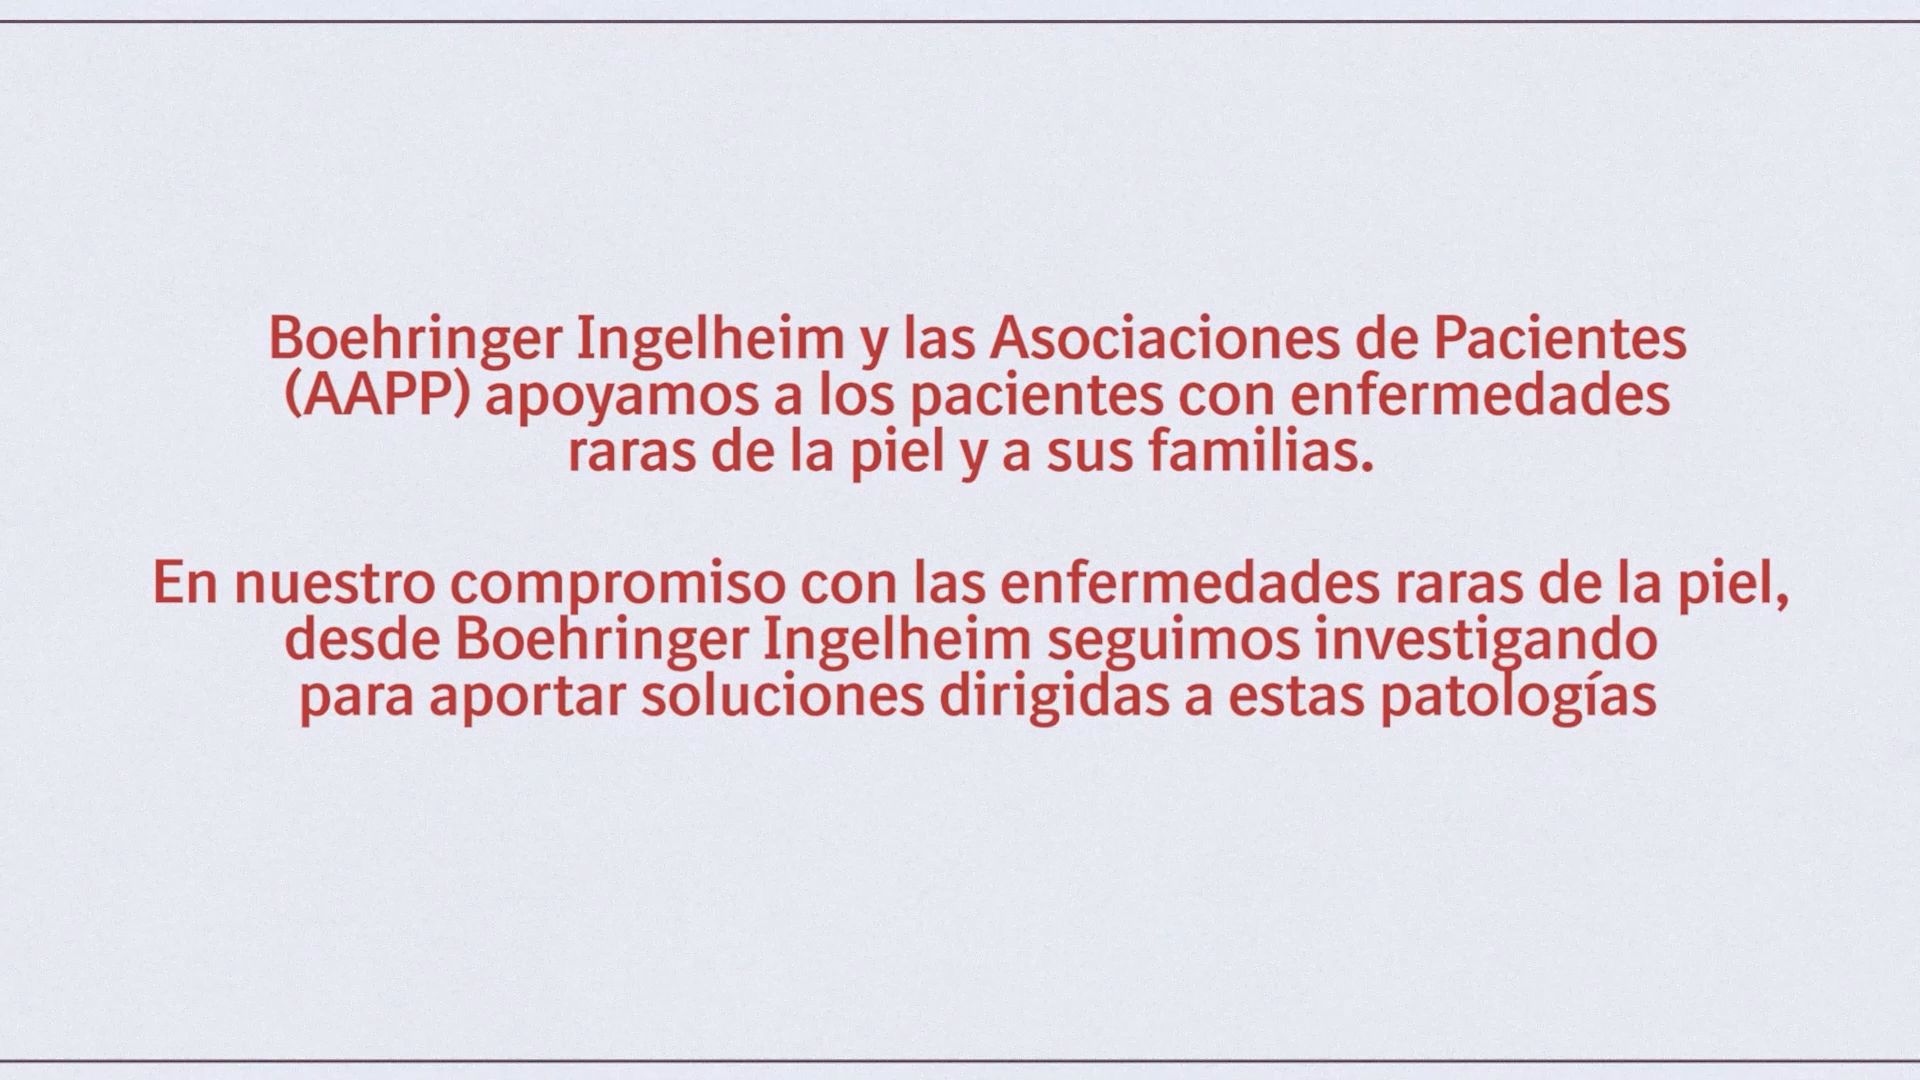 Boehringer Ingelheim y las Asociaciones de Pacientes
(AAPP) apoyamos a los pacientes con enfermedades
raras de la piel y a sus familias.
En nuestro compromiso con las enfermedades raras de la piel,
desde Boehringer Ingelheim seguimos investigando
para aportar soluciones dirigidas a estas patologías